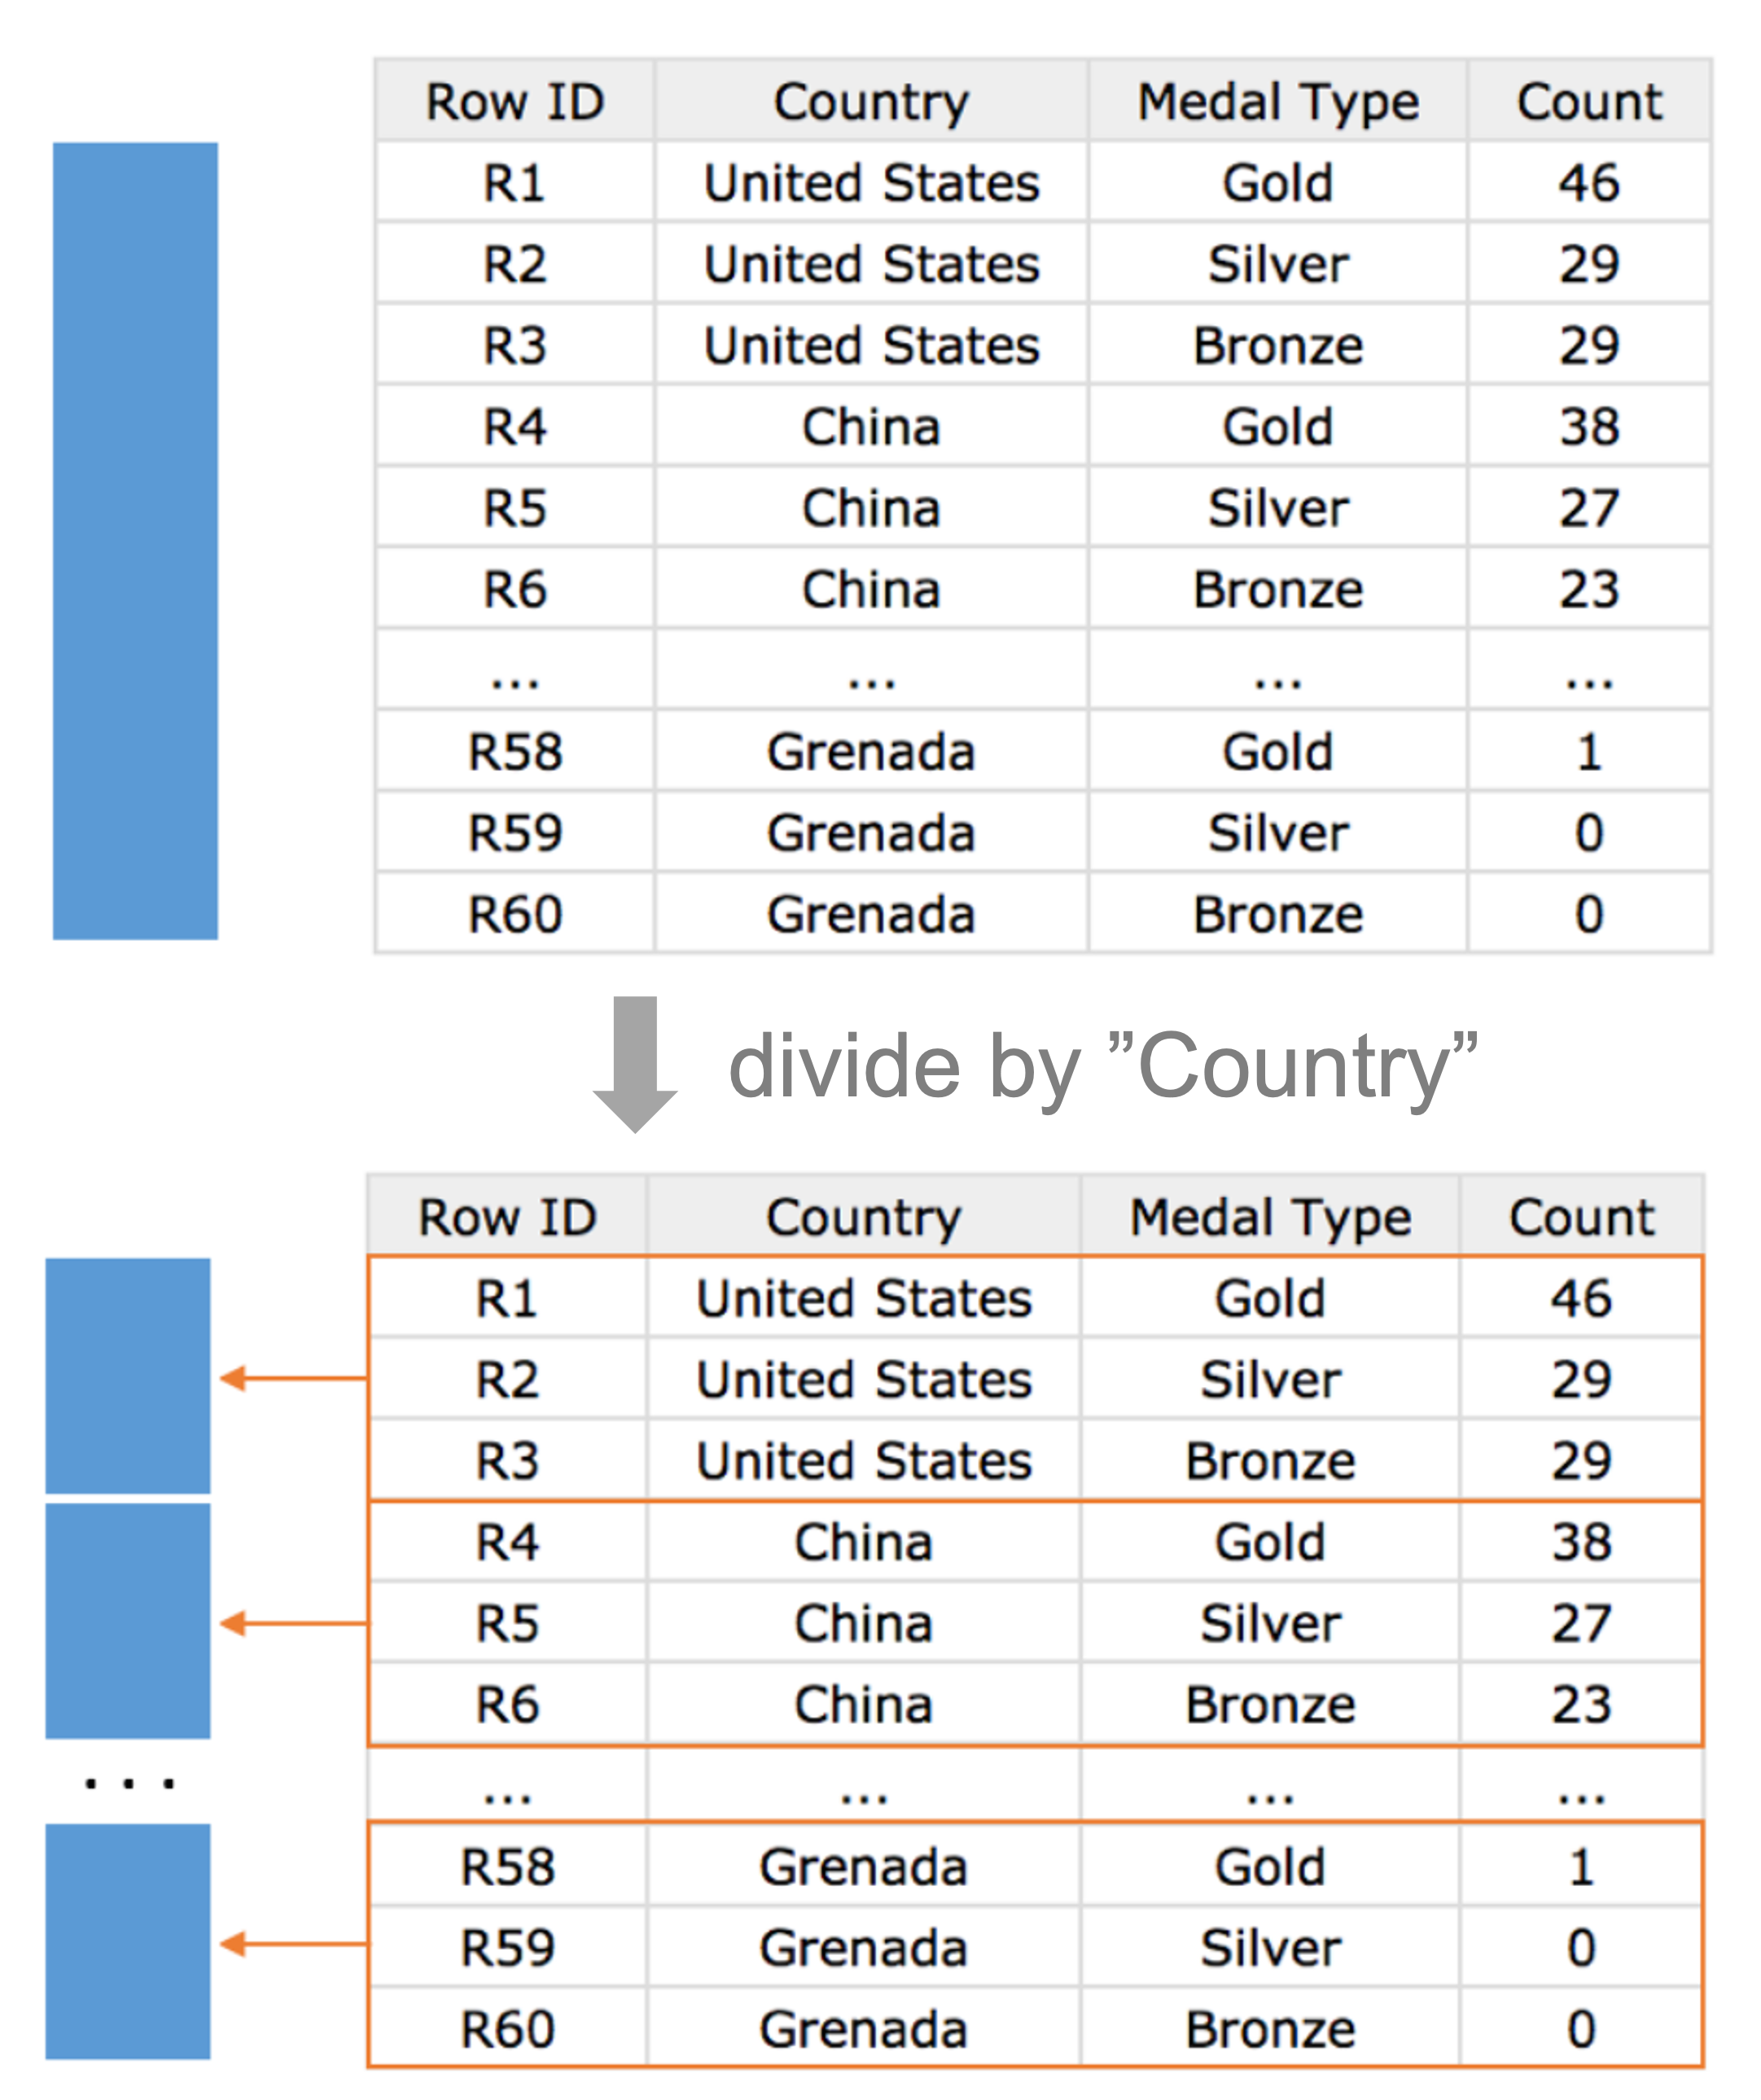 Row ID Country Medal Type Count
R1 United States Gold 46
R2 United States Silver 29
R3 United States Bronze 29
R4 China Gold 38
R5 China Silver 27
R6 China Bronze 23
... ... ... ...
R58 Grenada Gold 1
R59 Grenada Silver 0
R60 Grenada Bronze 0
divide by ”Country”
Row ID Country Medal Type Count
R1 United States Gold 46
R2 United States Silver 29
R3 United States Bronze 29
R4 China Gold 38
R5 China Silver 27
R6 China Bronze 23
... ... ... ... ...
R58 Grenada Gold 1
R59 Grenada Silver 0
R60 Grenada Bronze 0